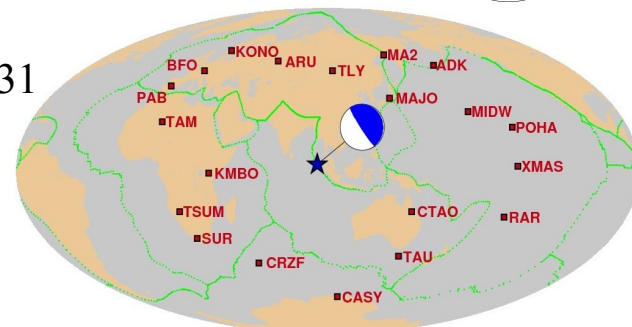 31
KONO
BFO
ARU
TLY
MA2
ADK
PAB
MAJO
TAM
MIDW
POHA
KMBO
XMAS
TSUM
CTAO
RAR
SUR
CRZF
TAU
CASY